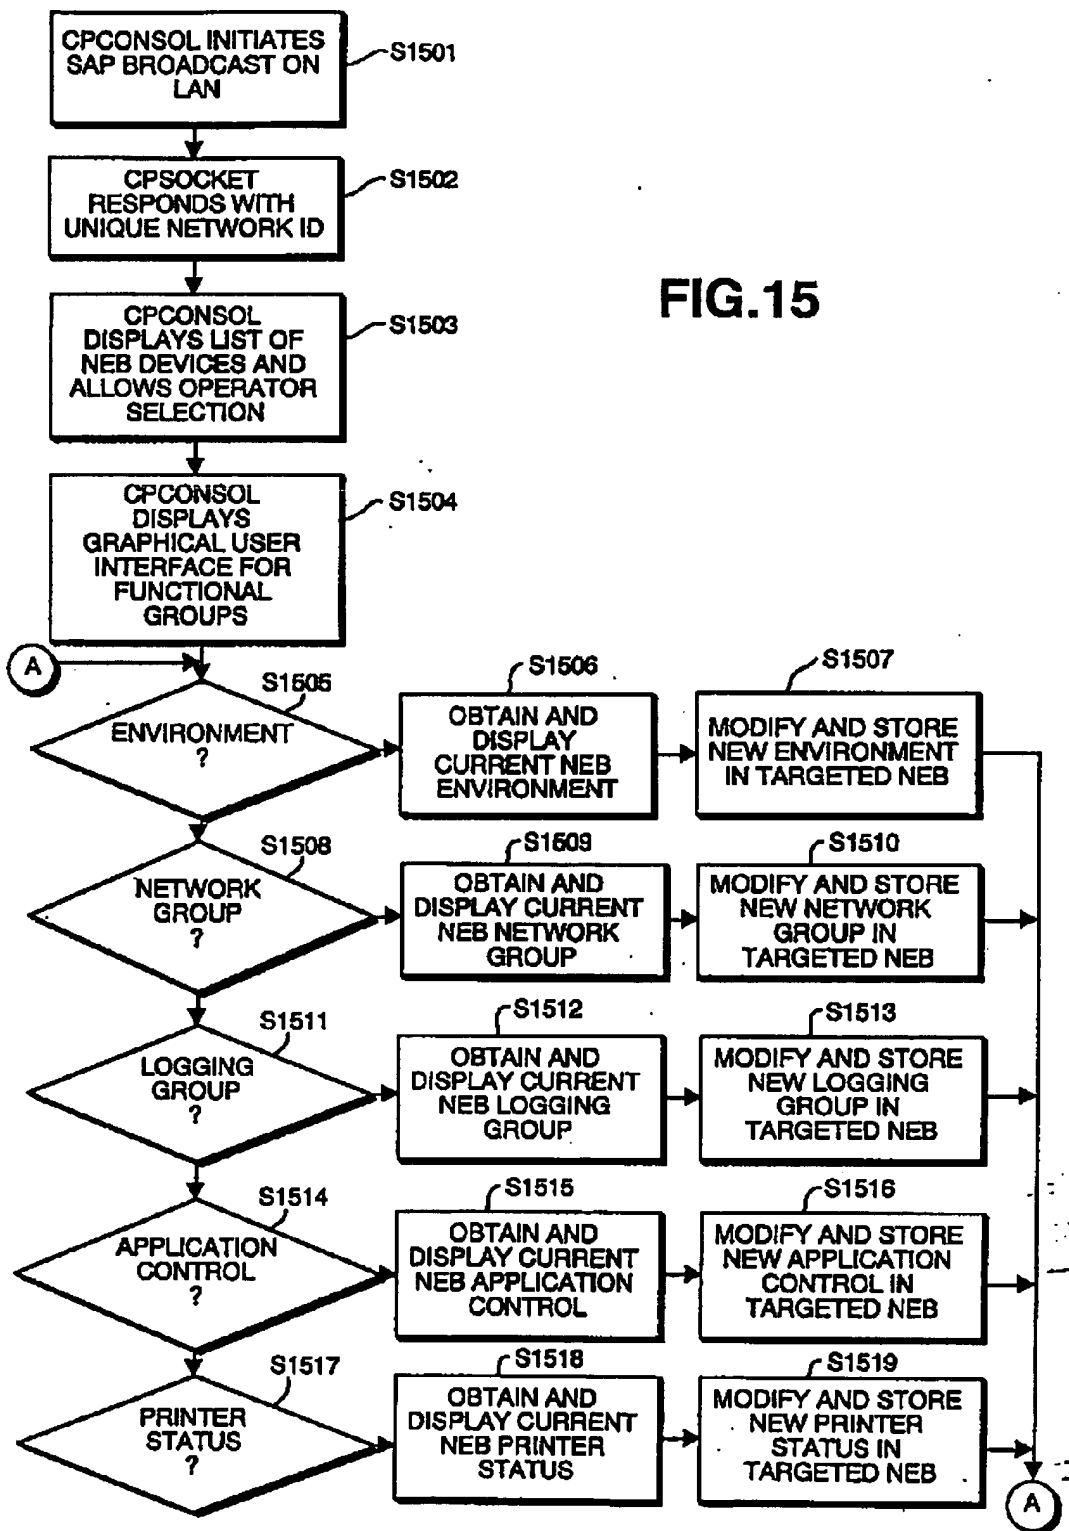 CPCONSOL INITIATES
SAP BROADCAST ON
LAN
S1501
CPSOCKET
RESPONDS WITH
UNIQUE NETWORK ID
S1502
FIG.15
CPCONSOL
DISPLAYS LIST OF
NEB DEVICES AND
ALLOWS OPERATOR
SELECTION
S1503
CPCONSOL
DISPLAYS
GRAPHICAL USER
INTERFACE FOR
FUNCTIONAL
GROUPS
S1504
A
ENVIRONMENT
?
S1505
OBTAIN AND
DISPLAY
CURRENT NEB
ENVIRONMENT
S1506
MODIFY AND STORE
NEW ENVIRONMENT
IN TARGETED NEB
S1507
NETWORK
GROUP
?
S1508
OBTAIN AND
DISPLAY CURRENT
NEB NETWORK
GROUP
S1509
MODIFY AND STORE
NEW NETWORK
GROUP IN
TARGETED NEB
S1510
LOGGING
GROUP
?
S1511
OBTAIN AND
DISPLAY CURRENT
NEB LOGGING
GROUP
S1512
MODIFY AND STORE
NEW LOGGING
GROUP IN
TARGETED NEB
S1513
APPLICATION
CONTROL
?
S1514
OBTAIN AND
DISPLAY CURRENT
NEB APPLICATION
CONTROL
S1515
MODIFY AND STORE
NEW APPLICATION
CONTROL IN
TARGETED NEB
S1516
PRINTER
STATUS
?
S1517
OBTAIN AND
DISPLAY CURRENT
NEB PRINTER
STATUS
S1518
MODIFY AND STORE
NEW PRINTER
STATUS IN
TARGETED NEB
S1519
A